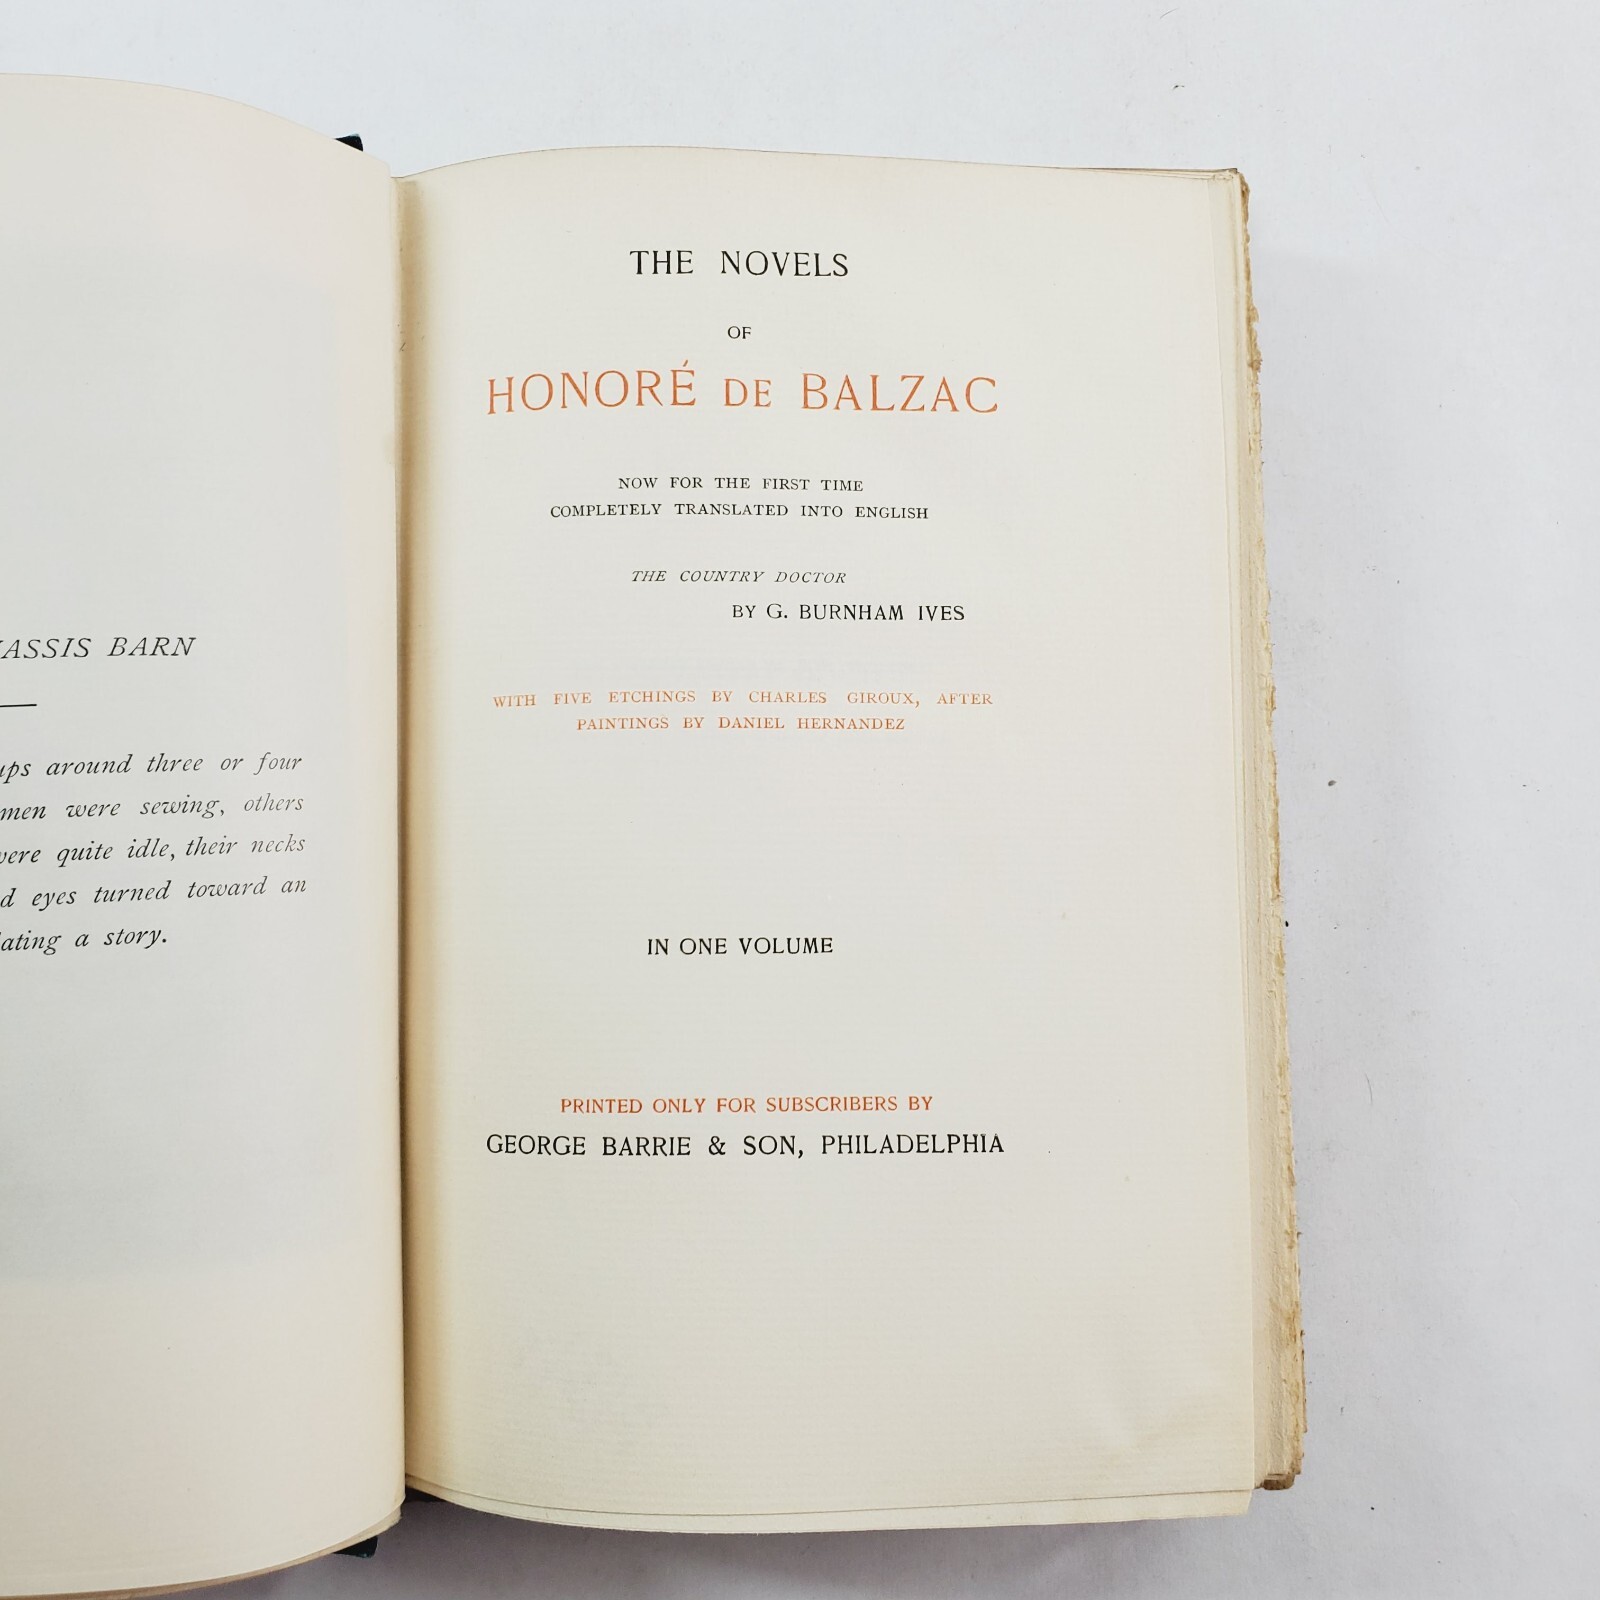 BARN
around three or four
men were sewing, others
were quite idle, their necks
eyes turned toward an
a story.
THE NOVELS
OF
HONORÉ DE BALZAC
NOW FOR THE FIRST TIME
COMPLETELY TRANSLATED INTO ENGLISH
THE COUNTRY DOCTOR
BY G. BURNHAM IVES
WITH FIVE ETCHINGS BY CHARLES GIROUX, AFTER
PAINTINGS BY DANIEL HERNANDEZ
IN ONE VOLUME
PRINTED ONLY FOR SUBSCRIBERS BY
GEORGE BARRIE & SON, PHILADELPHIA